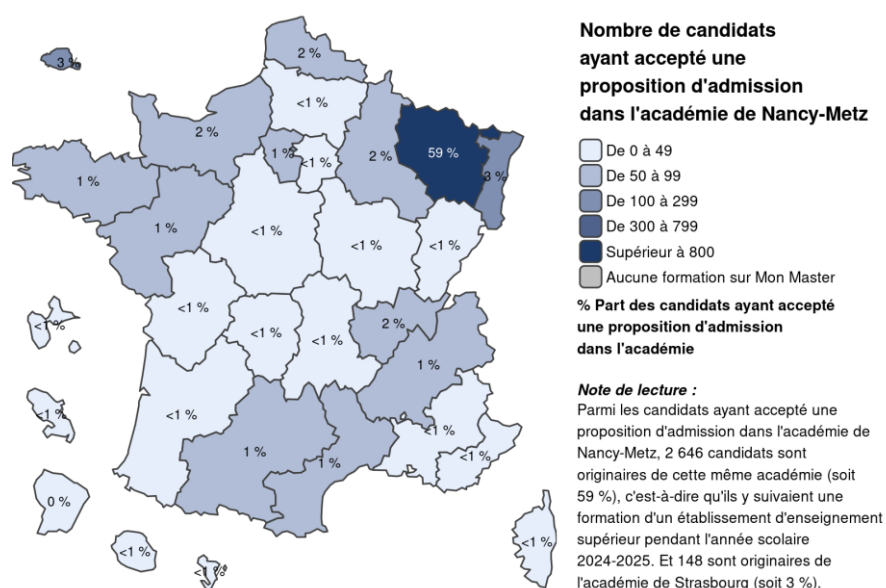 Nombre de candidats
ayant accepté une
proposition d'admission
dans l'académie de Nancy-Metz
De 0 à 49
De 50 à 99
De 100 à 299
De 300 à 799
Supérieur à 800
Aucune formation sur Mon Master
% Part des candidats ayant accepté
une proposition d'admission
dans l'académie
Note de lecture :
Parmi les candidats ayant accepté une
proposition d'admission dans l'académie de
Nancy-Metz, 2 646 candidats sont
originaires de cette même académie (soit
59 %), c'est-à-dire qu'ils y suivaient une
formation d'un établissement d'enseignement
supérieur pendant l'année scolaire
2024-2025. Et 148 sont originaires de
l'académie de Strasbourg (soit 3 %).
2 %
3 %
<1 %
2 %
1 %
<1 %
2 %
59 %
3 %
1 %
1 %
<1 %
<1 %
<1 %
<1 %
<1 %
<1 %
<1 %
2 %
1 %
<1 %
<1 %
1 %
1 %
<1 %
<1 %
0 %
<1 %
<1 %
<1 %